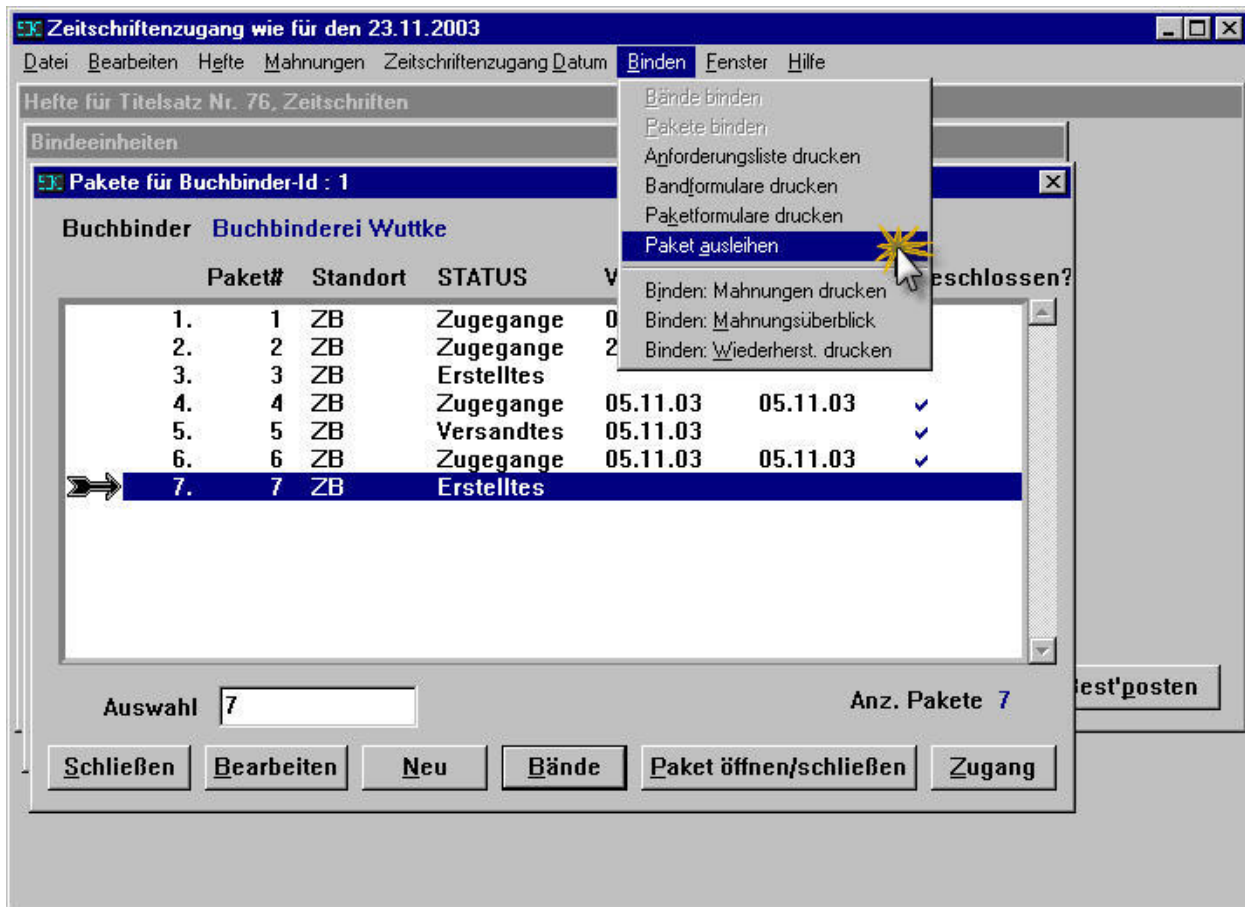 Zeitschriftenzugang wie für den 23.11.2003
Datei Bearbeiten Hefte Mahnungen Zeitschriftenzugang Datum Binden Fenster Hilfe
Hefte für Titelsatz Nr. 76, Zeitschriften
Bindeeinheiten
Bände binden
Pakete binden
Anforderungsliste drucken
Bandformulare drucken
Paketformulare drucken
Paket ausleihen
Binden: Mahnungen drucken
Binden: Mahnungsüberblick
Binden: Wiederherst. drucken
Pakete für Buchbinder-Id : 1
Buchbinder Buchbinderei Wuttke
Paket# Standort STATUS V eschlossen?
1. 1 ZB Zugegange 0
2. 2 ZB Zugegange 2
3. 3 ZB Erstelltes
4. 4 ZB Zugegange 05.11.03 05.11.03
5. 5 ZB Versandtes 05.11.03
6. 6 ZB Zugegange 05.11.03 05.11.03
7. 7 ZB Erstelltes
Auswahl 7
Anz. Pakete 7
est'posten
Schließen Bearbeiten Neu Bände Paket öffnen/schließen Zugang